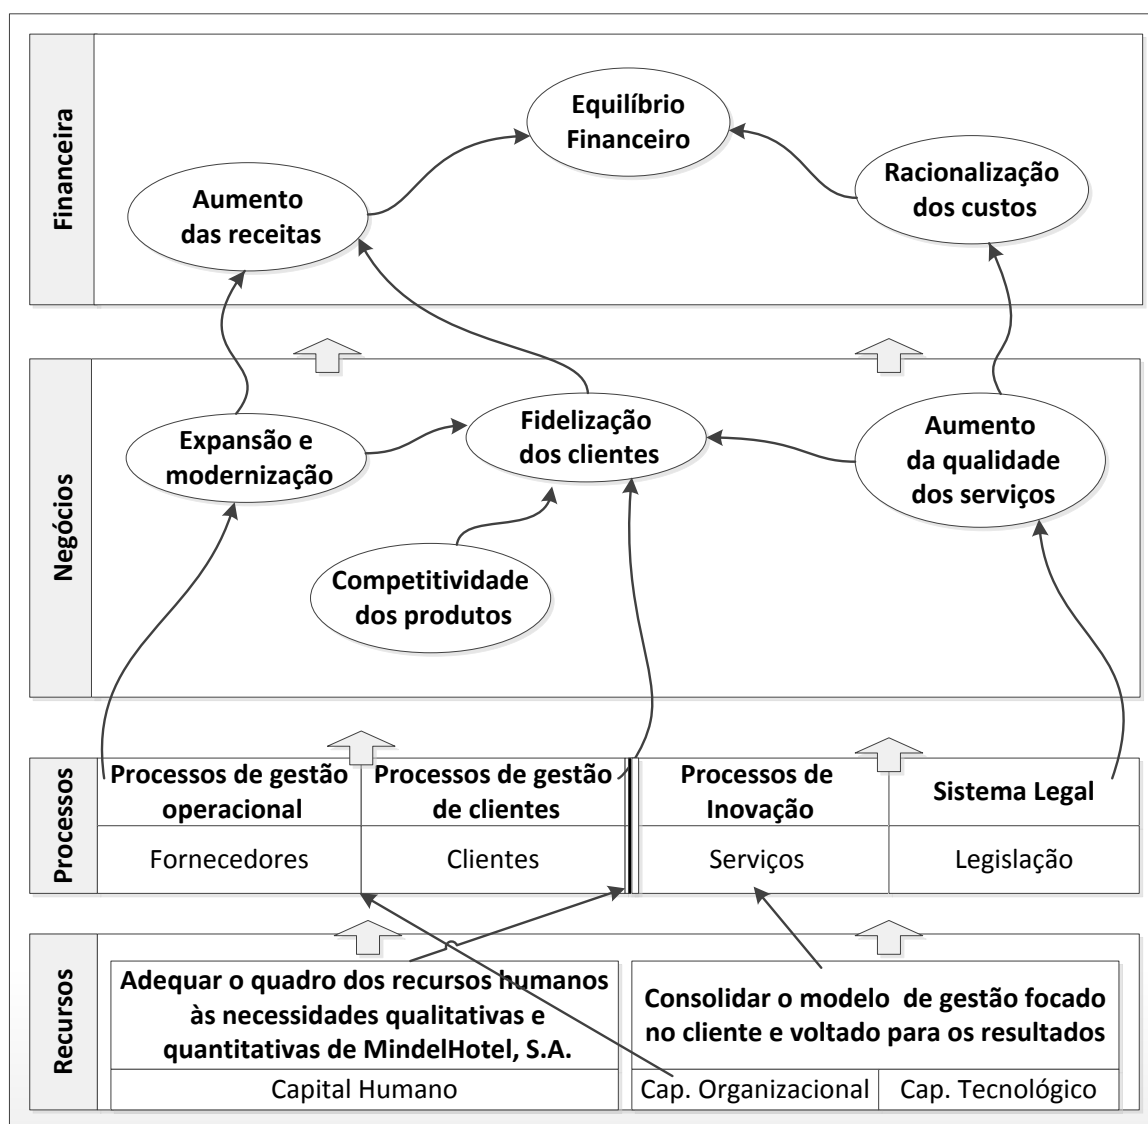 Financeira
Equilíbrio
Financeiro
Aumento
das receitas
Racionalização
dos custos
Negócios
Expansão e
modernização
Fidelização
dos clientes
Aumento
da qualidade
dos serviços
Competitividade
dos produtos
Processos
Processos de gestão
operacional
Processos de gestão
de clientes
Processos de
Inovação
Sistema Legal
Fornecedores
Clientes
Serviços
Legislação
Recursos
Adequar o quadro dos recursos humanos
às necessidades qualitativas e
quantitativas de MindelHotel, S.A.
Consolidar o modelo de gestão focado
no cliente e voltado para os resultados
Capital Humano
Cap. Organizacional
Cap. Tecnológico